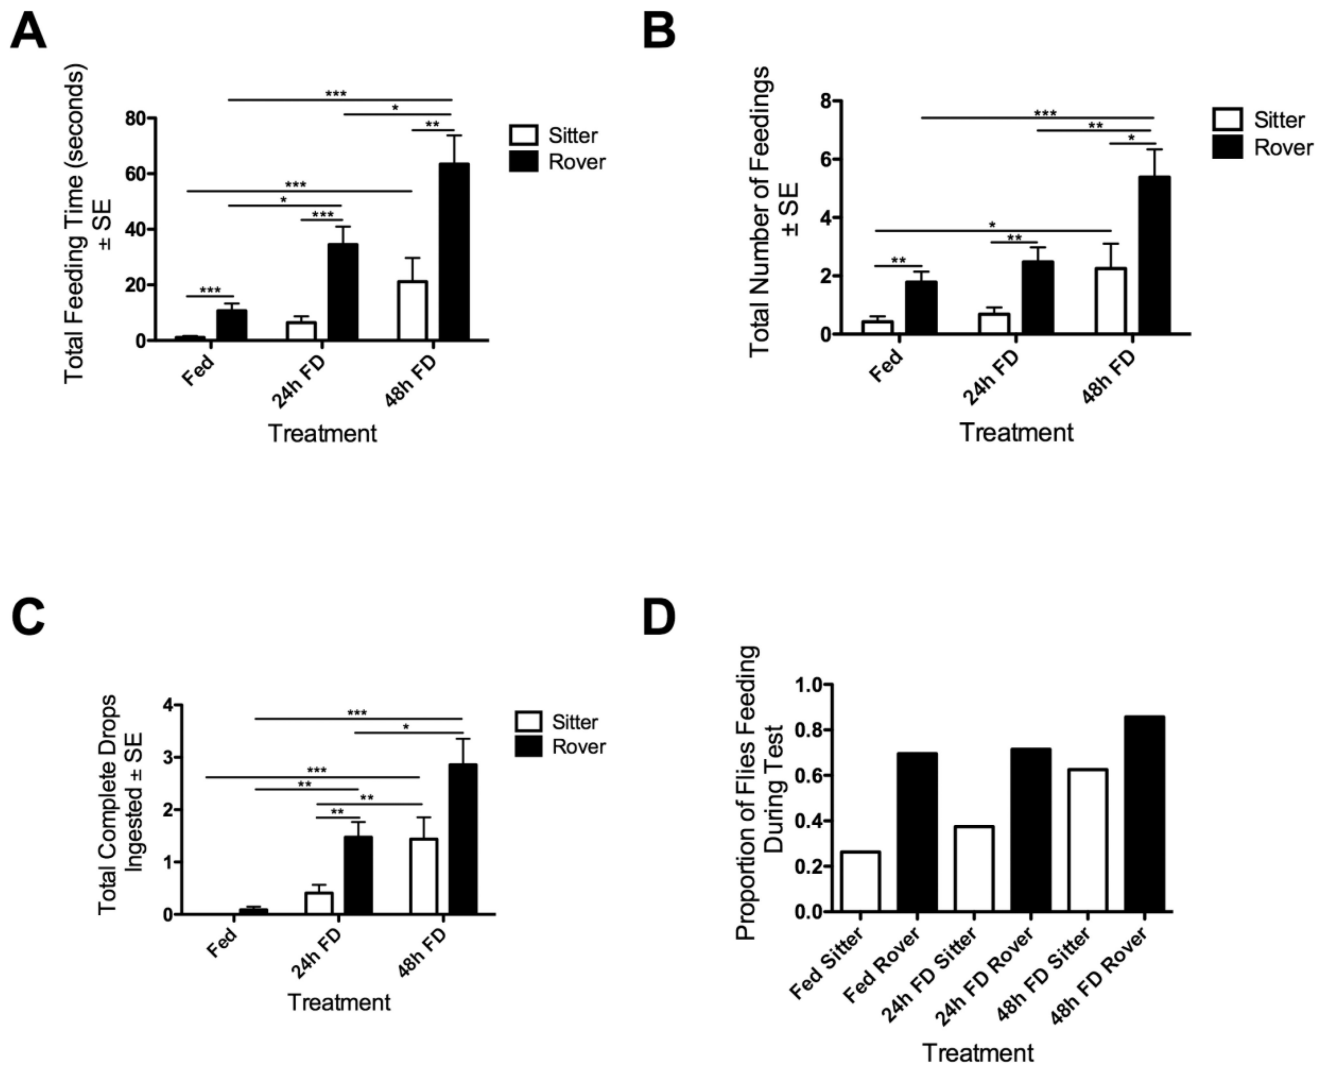 A
Total Feeding Time (seconds)
± SE
80
60
40
20
0
***
*
**
***
*
***
***
Sitter
Rover
Fed
24h FD
48h FD
Treatment
B
Total Number of Feedings
± SE
8
6
4
2
0
***
**
*
*
**
**
Sitter
Rover
Fed
24h FD
48h FD
Treatment
C
Total Complete Drops
Ingested ± SE
4
3
2
1
0
***
*
***
**
**
**
Sitter
Rover
Fed
24h FD
48h FD
Treatment
D
Proportion of Flies Feeding
During Test
1.0
0.8
0.6
0.4
0.2
0.0
Fed Sitter
Fed Rover
24h FD Sitter
24h FD Rover
48h FD Sitter
48h FD Rover
Treatment